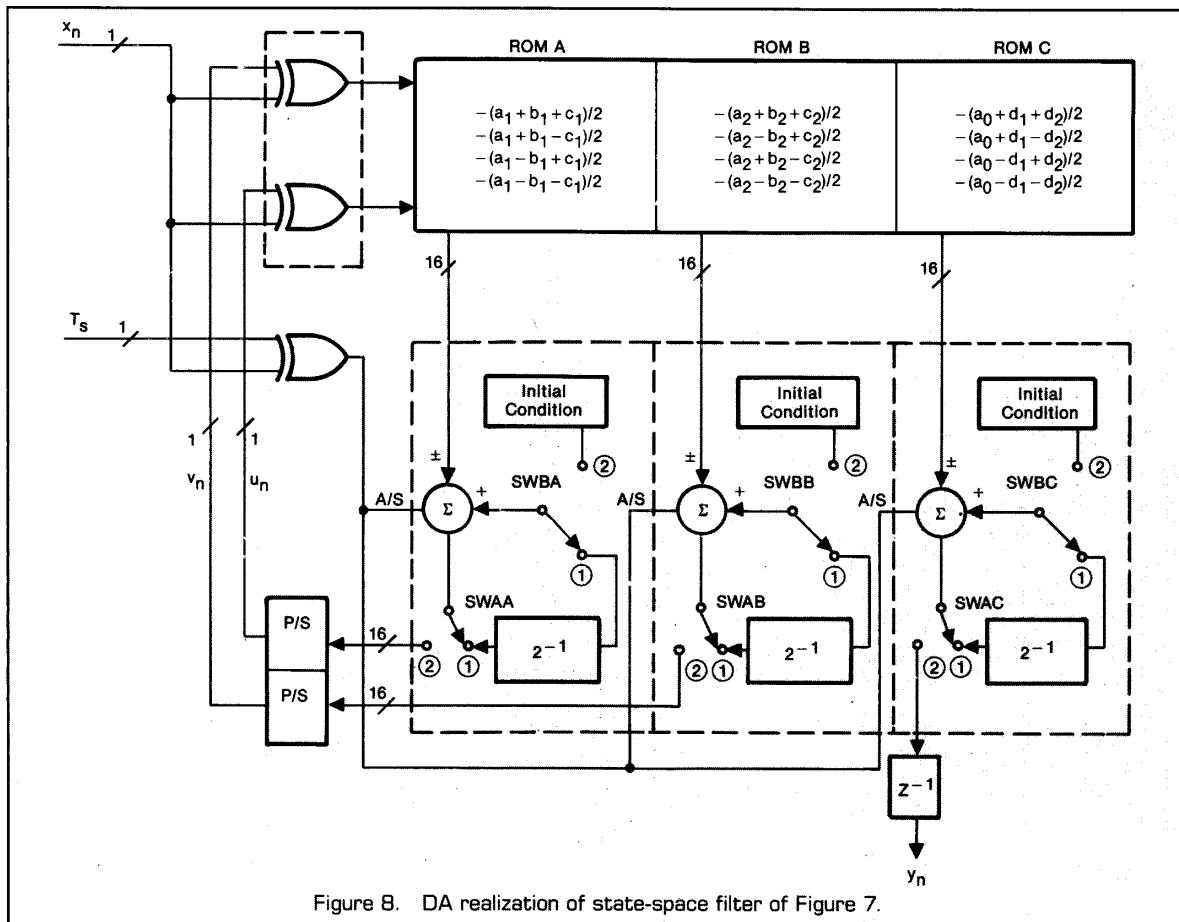 xn
1
ROM A
ROM B
ROM C
−(a1 + b1 + c1)/2
−(a1 + b1 − c1)/2
−(a1 − b1 + c1)/2
−(a1 − b1 − c1)/2
−(a2 + b2 + c2)/2
−(a2 − b2 + c2)/2
−(a2 + b2 − c2)/2
−(a2 − b2 − c2)/2
−(a0 + d1 + d2)/2
−(a0 + d1 − d2)/2
−(a0 − d1 + d2)/2
−(a0 − d1 − d2)/2
16
16
16
Ts
1
Initial
Condition
Initial
Condition
Initial
Condition
1
1
vn
un
±
②
±
②
±
②
A/S
Σ
+
SWBA
A/S
Σ
+
SWBB
A/S
Σ
+
SWBC
①
①
①
SWAA
SWAB
SWAC
P/S
16
②
①
2−1
②
①
2−1
②
①
2−1
P/S
16
Z−1
yn
Figure 8. DA realization of state-space filter of Figure 7.